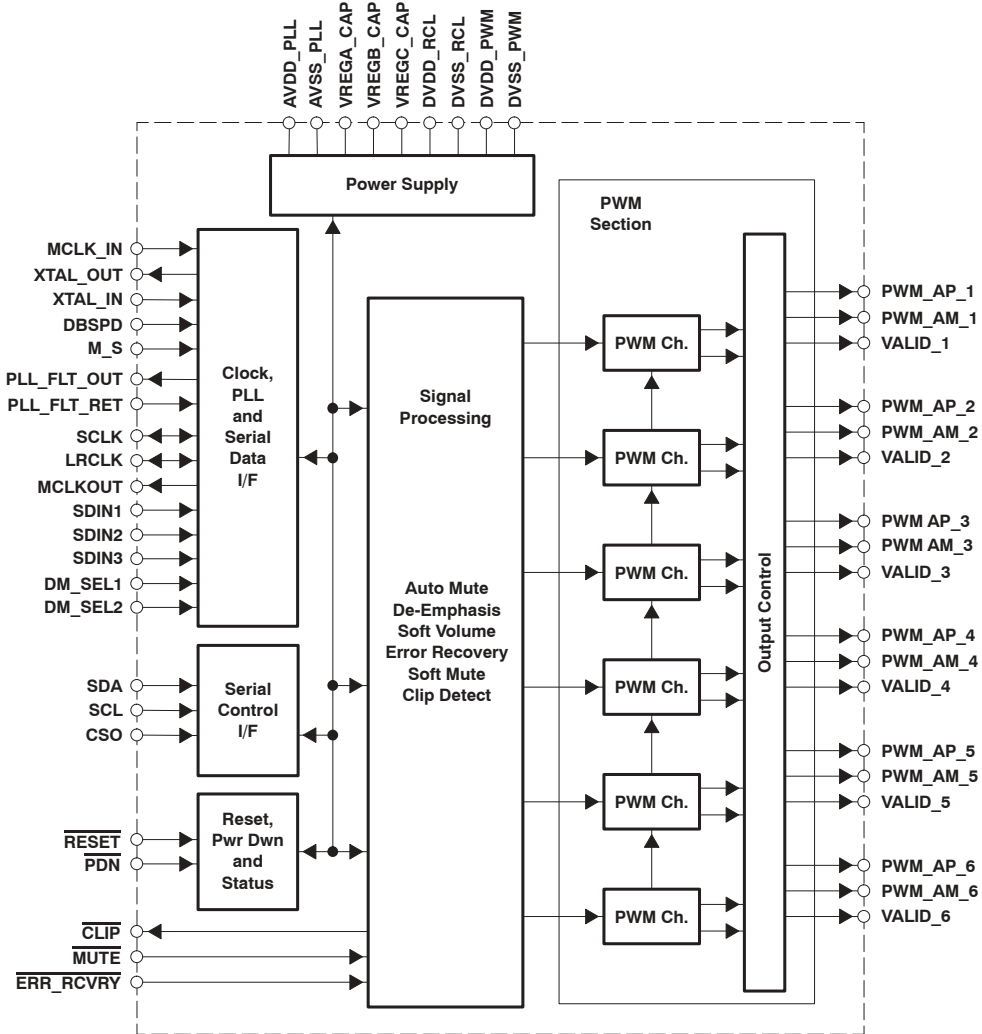 AVDD_PLL
AVSS_PLL
VREGA_CAP
VREGB_CAP
VREGC_CAP
DVDD_RCL
DVSS_RCL
DVDD_PWM
DVSS_PWM
Power Supply
PWM
Section
MCLK_IN
XTAL_OUT
XTAL_IN
DBSPD
M_S
PLL_FLT_OUT
PLL_FLT_RET
SCLK
LRCLK
MCLKOUT
SDIN1
SDIN2
SDIN3
DM_SEL1
DM_SEL2
Clock,
PLL
and
Serial
Data
I/F
SDA
SCL
CSO
Serial
Control
I/F
RESET
PDN
Reset,
Pwr Dwn
and
Status
CLIP
MUTE
ERR_RCVRY
Signal
Processing
Auto Mute
De-Emphasis
Soft Volume
Error Recovery
Soft Mute
Clip Detect
PWM Ch.
PWM Ch.
PWM Ch.
PWM Ch.
PWM Ch.
PWM Ch.
Output Control
PWM_AP_1
PWM_AM_1
VALID_1
PWM_AP_2
PWM_AM_2
VALID_2
PWM AP_3
PWM AM_3
VALID_3
PWM_AP_4
PWM_AM_4
VALID_4
PWM_AP_5
PWM_AM_5
VALID_5
PWM_AP_6
PWM_AM_6
VALID_6